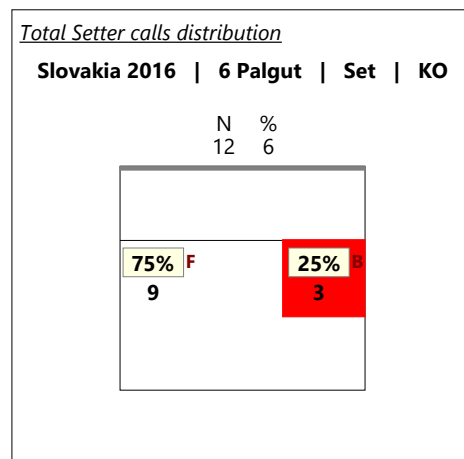 Total Setter calls distribution
Slovakia 2016 | 6 Palgut | Set | KO
N %
12 6
75% F 25% B
9 3